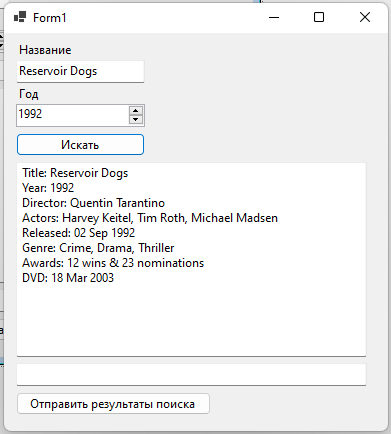 Form1
Название
Reservoir Dogs
Год
1992
Искать
Title: Reservoir Dogs
Year: 1992
Director: Quentin Tarantino
Actors: Harvey Keitel, Tim Roth, Michael Madsen
Released: 02 Sep 1992
Genre: Crime, Drama, Thriller
Awards: 12 wins & 23 nominations
DVD: 18 Mar 2003
Отправить результаты поиска